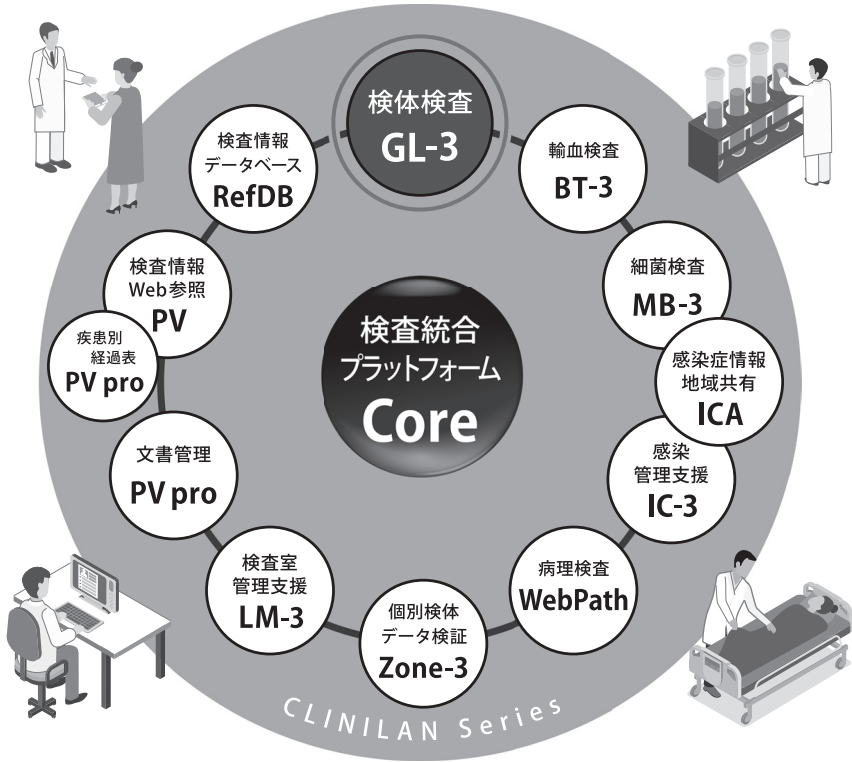 検体検査
GL-3
輸血検査
BT-3
細菌検査
MB-3
感染症情報
地域共有
ICA
感染
管理支援
IC-3
病理検査
WebPath
個別検体
データ検証
Zone-3
検査室
管理支援
LM-3
文書管理
PV pro
疾患別
経過表
PV pro
検査情報
Web参照
PV
検査情報
データベース
RefDB
検査統合
プラットフォーム
Core
CLINILAN Series